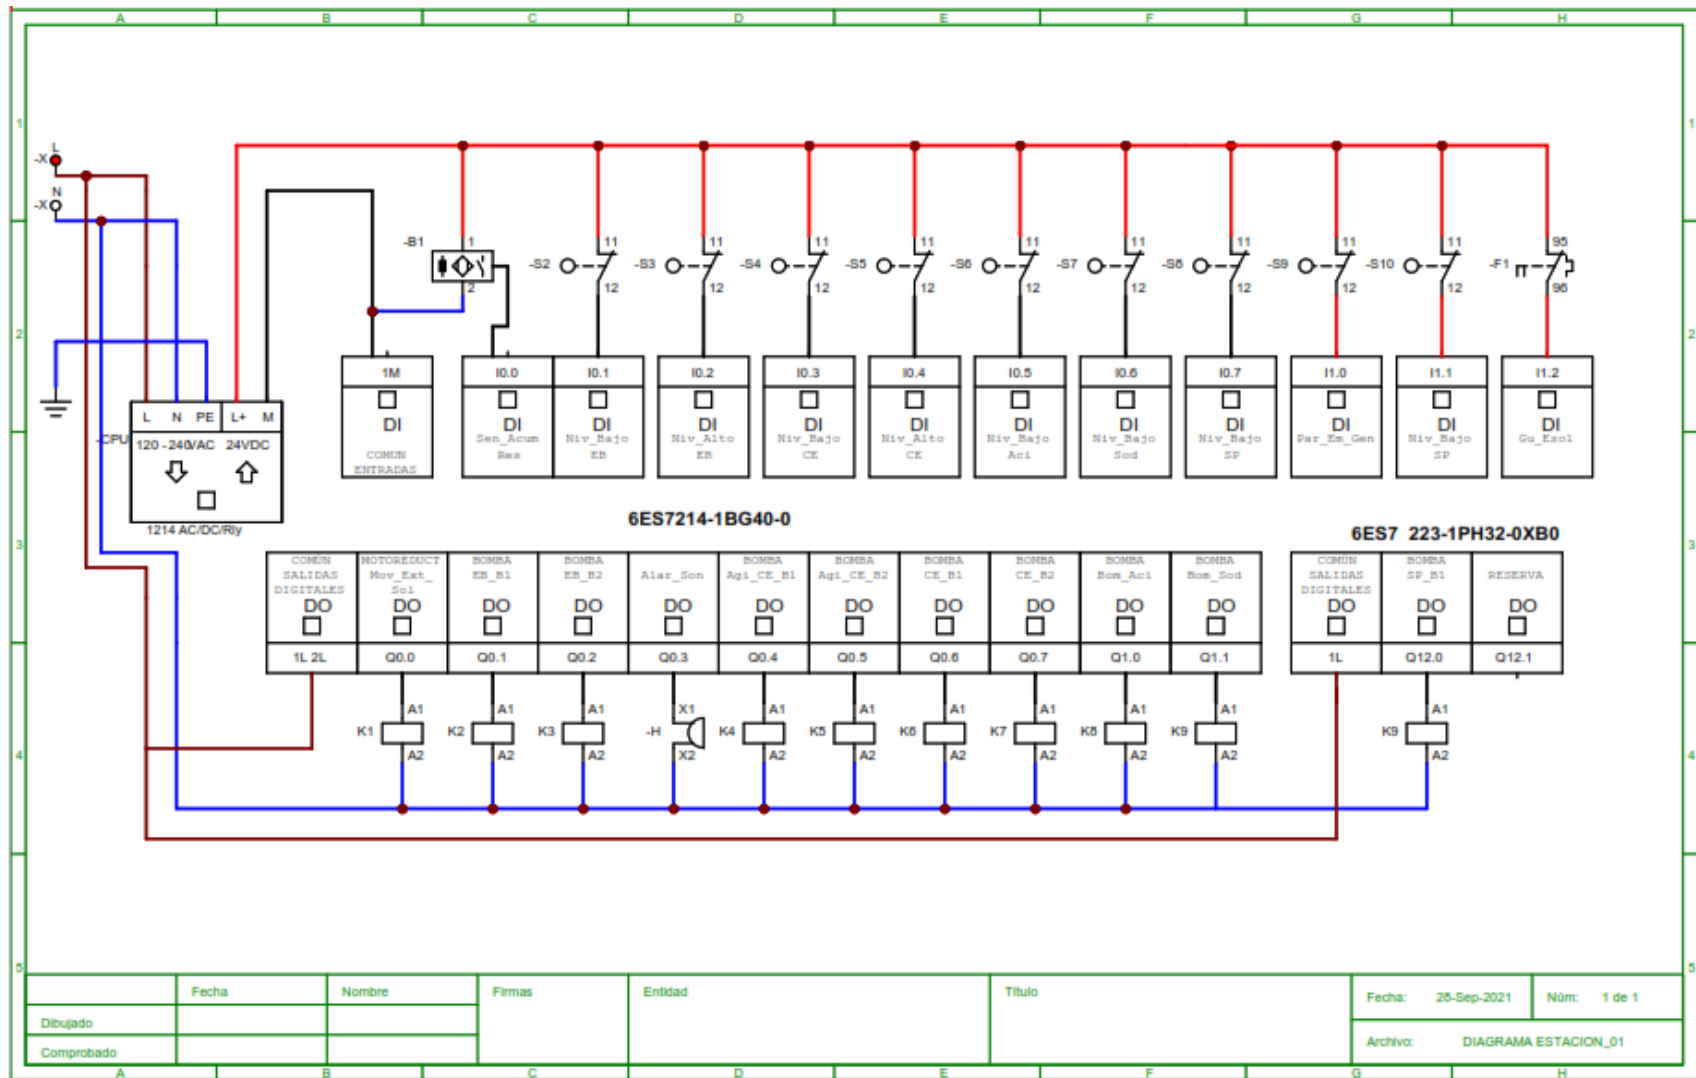 A B C D E F G H
1 1
L
-X
N
-X
-B1 1 2
-S2 11 12
-S3 11 12
-S4 11 12
-S5 11 12
-S6 11 12
-S7 11 12
-S8 11 12
-S9 11 12
-S10 11 12
-F1 95 96
2 2
1M I0.0 I0.1 I0.2 I0.3 I0.4 I0.5 I0.6 I0.7 I1.0 I1.1 I1.2
DI DI DI DI DI DI DI DI DI DI DI DI
COMUN
ENTRADAS
Sen_Acum
Res
Niv_Bajo
EB
Niv_Alto
EB
Niv_Bajo
CE
Niv_Alto
CE
Niv_Bajo
Aci
Niv_Bajo
Sod
Niv_Bajo
SP
Par_Em_Gen
Niv_Bajo
SP
Gu_Esol
L N PE L+ M
-CPU
120 - 240VAC 24VDC
1214 AC/DC/Rly
6ES7214-1BG40-0
6ES7 223-1PH32-0XB0
3 3
COMÚN
SALIDAS
DIGITALES
MOTOREDUCT
Mov_Ext_
Sol
BOMBA
EB_B1
BOMBA
EB_B2
Alar_Son
BOMBA
Agi_CE_B1
BOMBA
Agi_CE_B2
BOMBA
CE_B1
BOMBA
CE_B2
BOMBA
Bom_Aci
BOMBA
Bom_Sod
COMÚN
SALIDAS
DIGITALES
BOMBA
SP_B1
RESERVA
DO DO DO DO DO DO DO DO DO DO DO DO DO DO
1L 2L Q0.0 Q0.1 Q0.2 Q0.3 Q0.4 Q0.5 Q0.6 Q0.7 Q1.0 Q1.1 1L Q12.0 Q12.1
K1 A1 A2
K2 A1 A2
K3 A1 A2
-H X1 X2
K4 A1 A2
K5 A1 A2
K6 A1 A2
K7 A1 A2
K8 A1 A2
K9 A1 A2
K9 A1 A2
4 4
5 5
Fecha Nombre Firmas Entidad Título
Fecha: 28-Sep-2021 Núm: 1 de 1
Dibujado
Comprobado
Archivo: DIAGRAMA ESTACION_01
A B C D E F G H